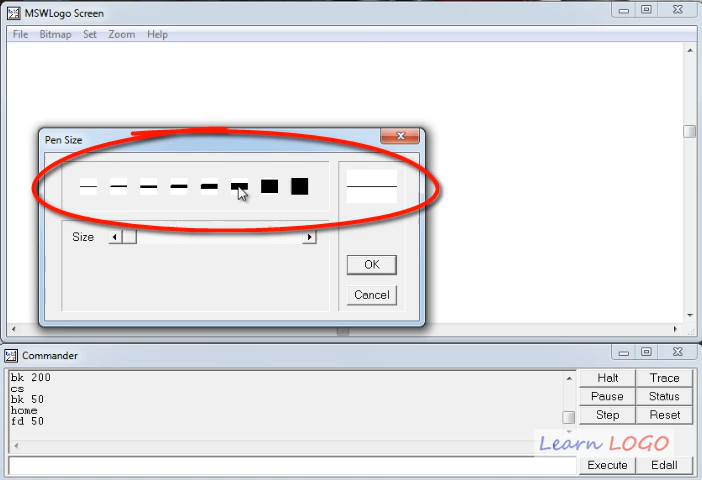 MSWLogo Screen
File Bitmap Set Zoom Help
Pen Size
Size
OK
Cancel
Commander
bk 200
cs
bk 50
home
fd 50
Halt Trace
Pause Status
Step Reset
Learn LOGO
Execute Edall